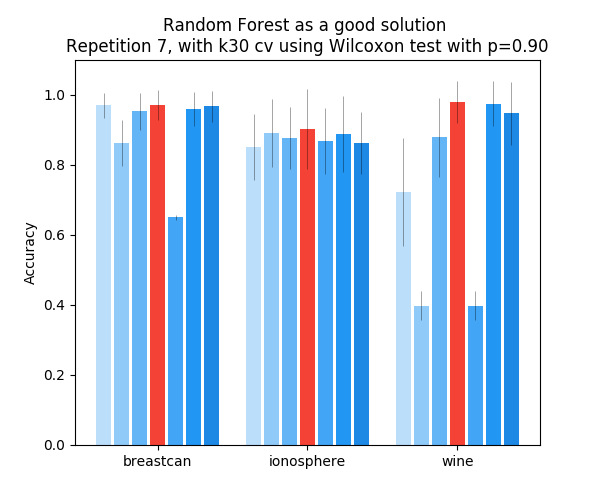 Random Forest as a good solution
Repetition 7, with k30 cv using Wilcoxon test with p=0.90
1.0
0.8
0.6
0.4
0.2
0.0
Accuracy
breastcan ionosphere wine